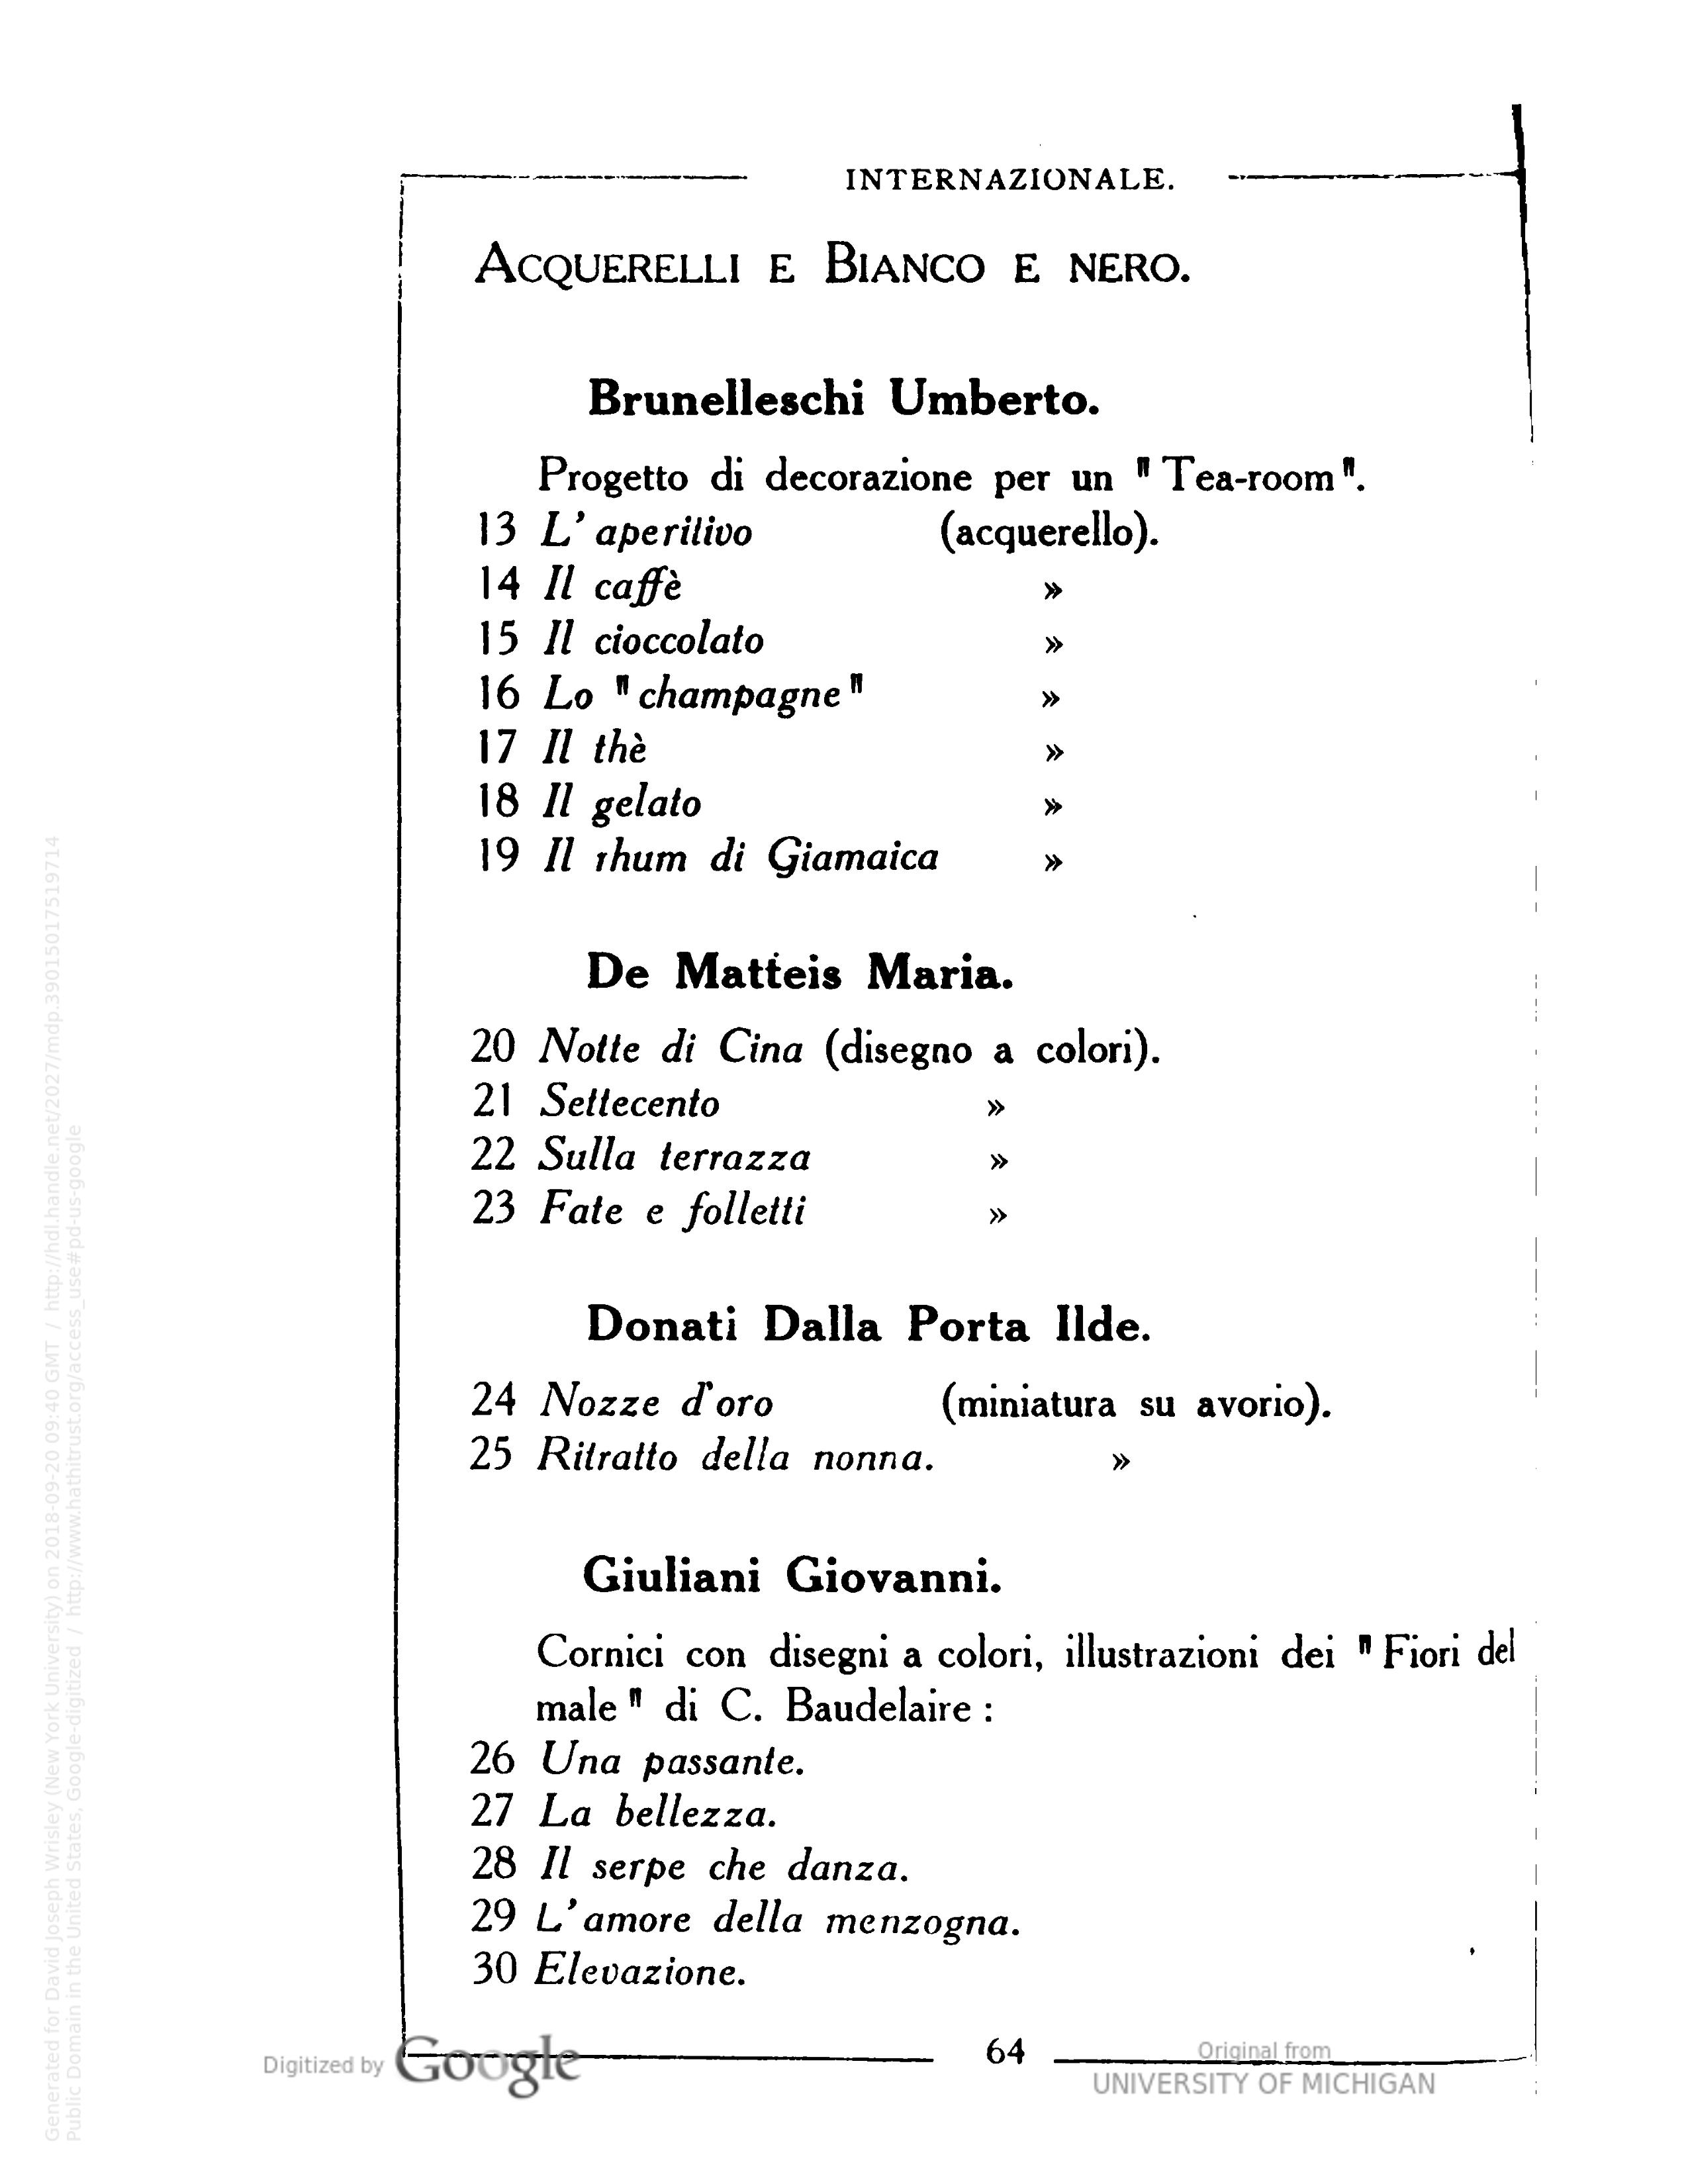 INTERNAZIONALE.
ACQUERELLI E BIANCO E NERO.
Brunelleschi Umberto.
Progetto di decorazione per un "Tea-room".
13 L'aperitivo (acquerello).
14 Il caffè »
15 Il cioccolato »
16 Lo "champagne" »
17 Il thè »
18 Il gelato »
19 Il rhum di Giamaica »
De Matteis Maria.
20 Notte di Cina (disegno a colori).
21 Settecento »
22 Sulla terrazza »
23 Fate e folletti »
Donati Dalla Porta Ilde.
24 Nozze d'oro (miniatura su avorio).
25 Ritratto della nonna. »
Giuliani Giovanni.
Cornici con disegni a colori, illustrazioni dei "Fiori del
male" di C. Baudelaire :
26 Una passante.
27 La bellezza.
28 Il serpe che danza.
29 L'amore della menzogna.
30 Elevazione.
64
Digitized by Google
Original from
UNIVERSITY OF MICHIGAN
Generated for David Joseph Wrisley (New York University) on 2018-09-20 09:40 GMT / http://hdl.handle.net/2027/mdp.39015017519714
Public Domain in the United States, Google-digitized / http://www.hathitrust.org/access_use#pd-us-google